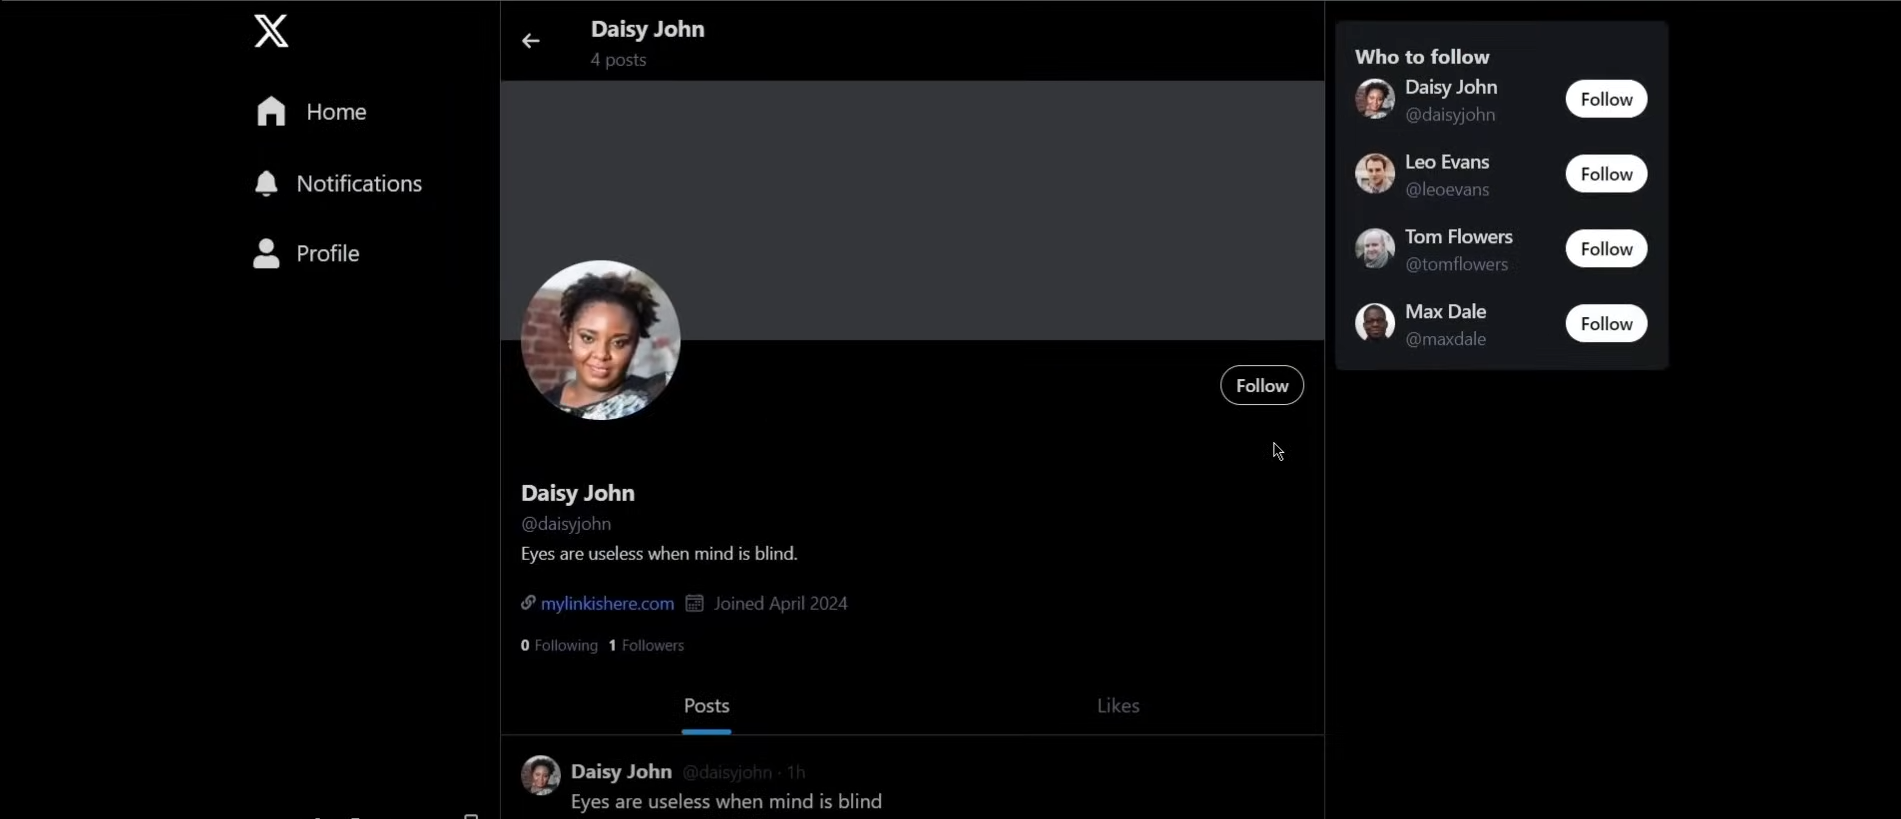 X
Home
Notifications
Profile
Daisy John
4 posts
Follow
Daisy John
@daisyjohn
Eyes are useless when mind is blind.
mylinkishere.com Joined April 2024
0 Following 1 Followers
Posts Likes
Daisy John @daisyjohn · 1h
Eyes are useless when mind is blind
Who to follow
Daisy John
@daisyjohn
Follow
Leo Evans
@leoevans
Follow
Tom Flowers
@tomflowers
Follow
Max Dale
@maxdale
Follow